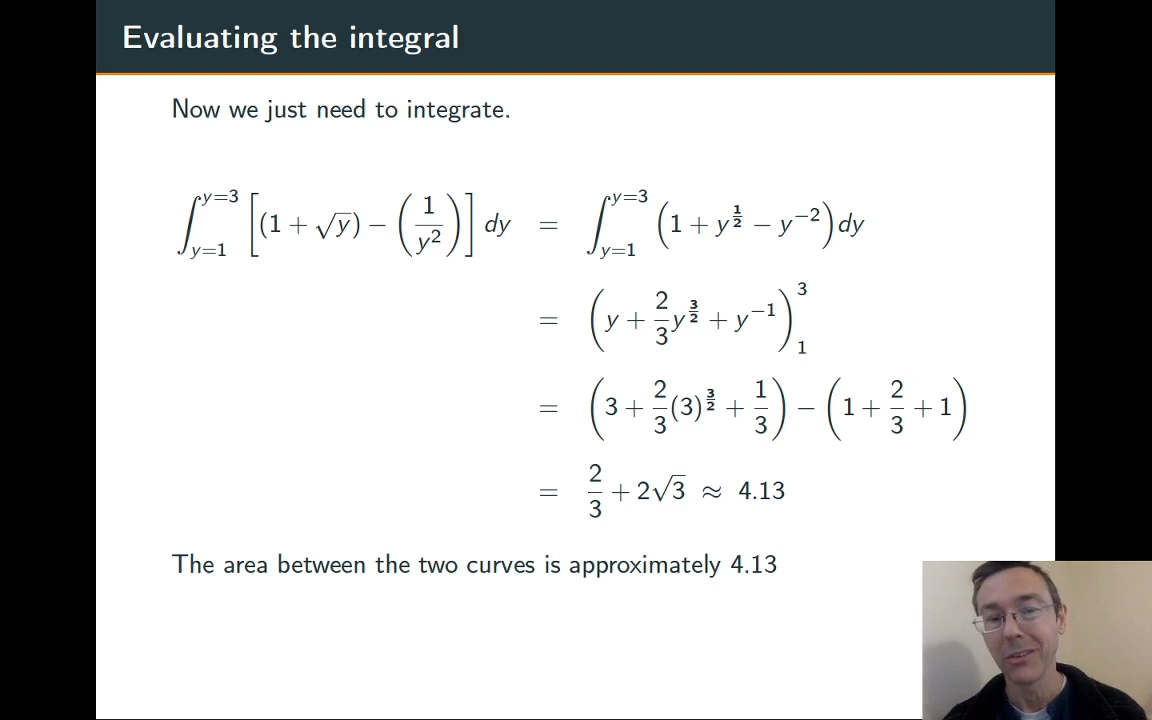 Evaluating the integral
Now we just need to integrate.
∫_{y=1}^{y=3} [(1 + √y) − (1/y²)] dy = ∫_{y=1}^{y=3} (1 + y^{1/2} − y^{−2}) dy
= (y + 2/3 y^{3/2} + y^{−1})_1^3
= (3 + 2/3 (3)^{3/2} + 1/3) − (1 + 2/3 + 1)
= 2/3 + 2√3 ≈ 4.13
The area between the two curves is approximately 4.13